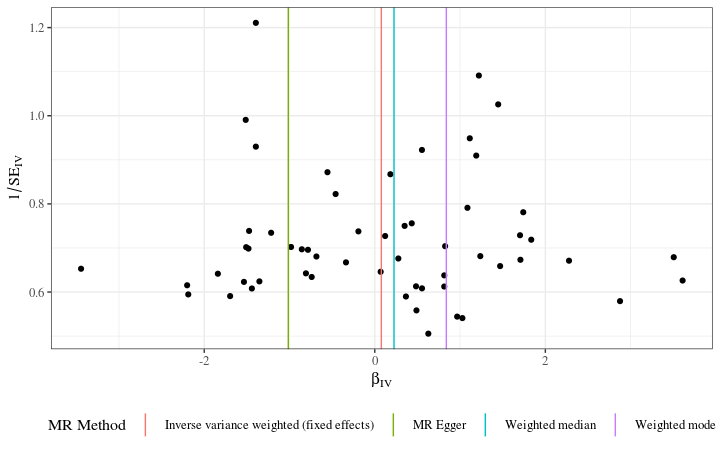 1.2
1.0
0.8
0.6
1/SE_IV
-2
0
2
β_IV
MR Method
Inverse variance weighted (fixed effects)
MR Egger
Weighted median
Weighted mode